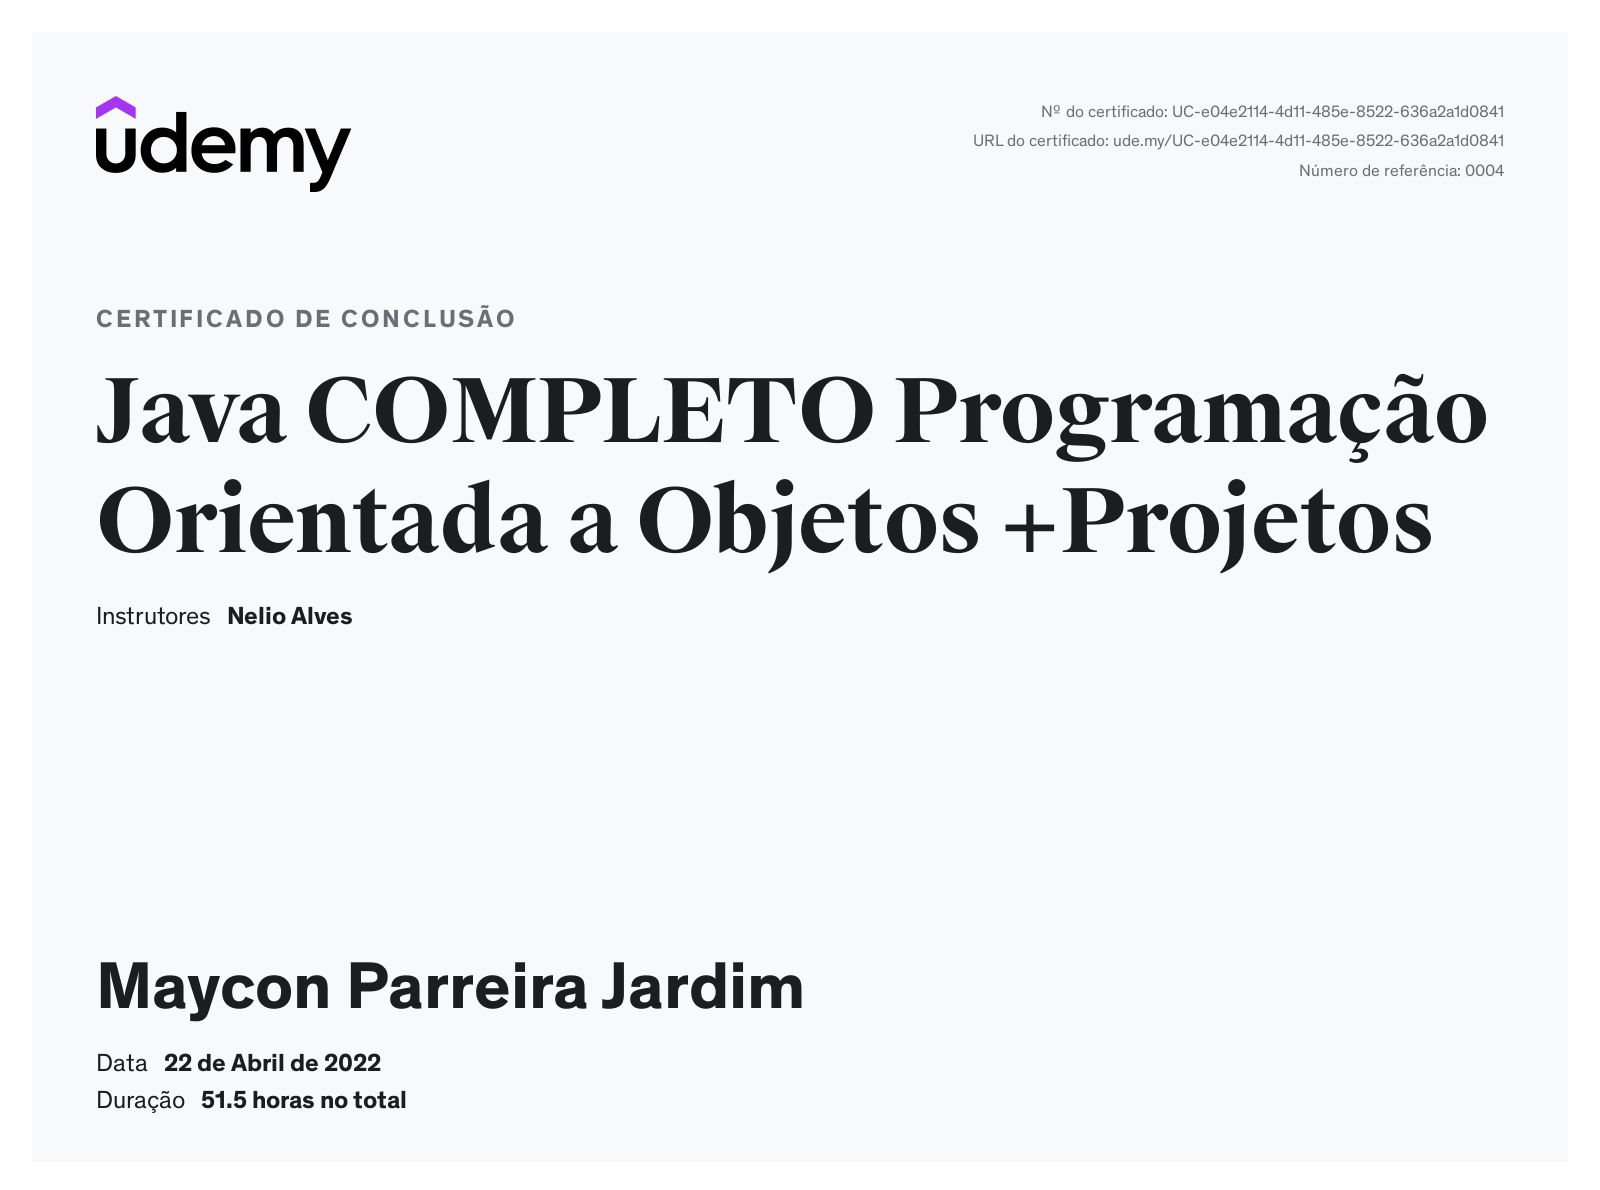 udemy
Nº do certificado: UC-e04e2114-4d11-485e-8522-636a2a1d0841
URL do certificado: ude.my/UC-e04e2114-4d11-485e-8522-636a2a1d0841
Número de referência: 0004
CERTIFICADO DE CONCLUSÃO
Java COMPLETO Programação
Orientada a Objetos +Projetos
Instrutores Nelio Alves
Maycon Parreira Jardim
Data 22 de Abril de 2022
Duração 51.5 horas no total